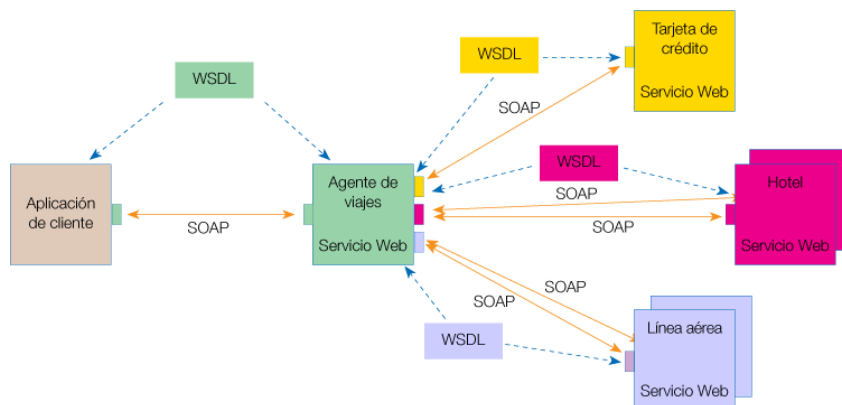 Tarjeta de
crédito
Servicio Web
WSDL
WSDL
SOAP
WSDL
Hotel
Servicio Web
SOAP
SOAP
Aplicación
de cliente
SOAP
Agente de
viajes
Servicio Web
SOAP
SOAP
WSDL
Línea aérea
Servicio Web